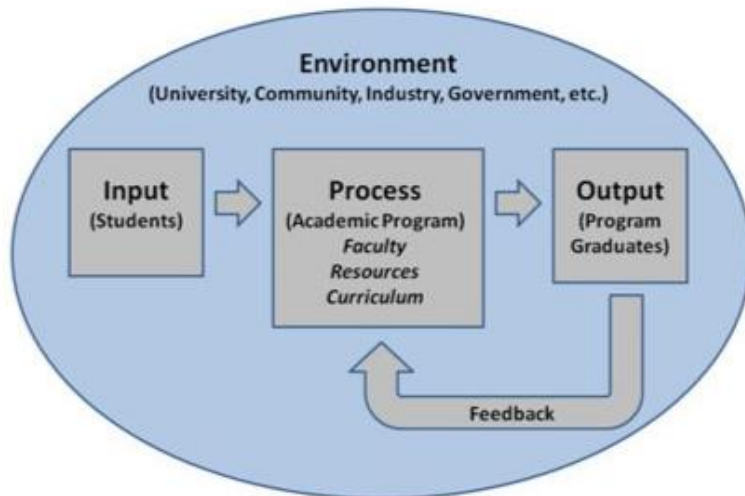 Environment
(University, Community, Industry, Government, etc.)
Input
(Students)
Process
(Academic Program)
Faculty
Resources
Curriculum
Output
(Program
Graduates)
Feedback